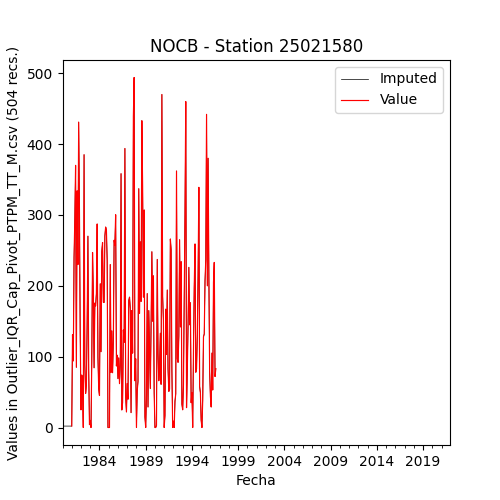 NOCB - Station 25021580
Values in Outlier_IQR_Cap_Pivot_PTPM_TT_M.csv (504 recs.)
500
400
300
200
100
0
Imputed
Value
1984 1989 1994 1999 2004 2009 2014 2019
Fecha